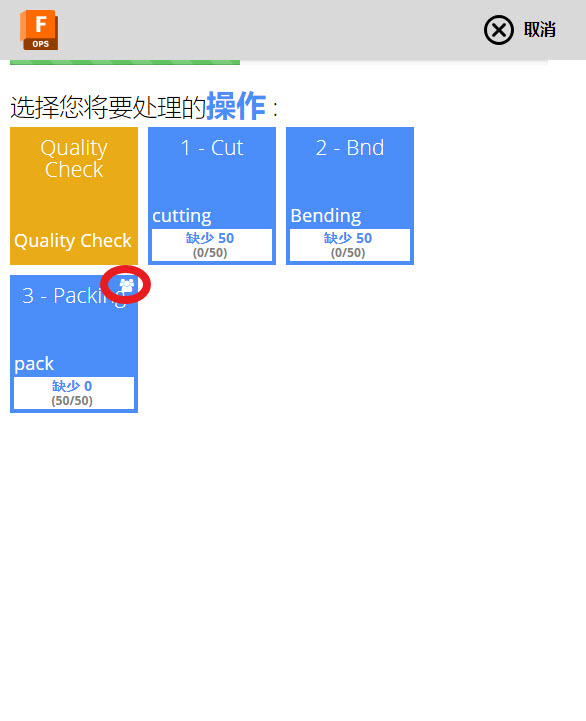 F
OPS
取消
选择您将要处理的操作 :
Quality
Check
Quality Check
1 - Cut
cutting
缺少 50
(0/50)
2 - Bnd
Bending
缺少 50
(0/50)
3 - Packing
pack
缺少 0
(50/50)